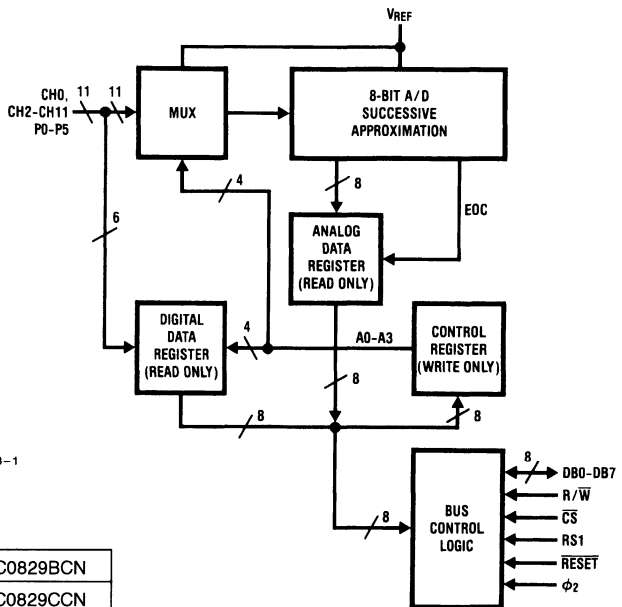 VREF
CH0,
CH2–CH11
P0–P5
11
11
MUX
8-BIT A/D
SUCCESSIVE
APPROXIMATION
4
8
EOC
6
ANALOG
DATA
REGISTER
(READ ONLY)
DIGITAL
DATA
REGISTER
(READ ONLY)
4
A0–A3
CONTROL
REGISTER
(WRITE ONLY)
8
8
8
3–1
8
BUS
CONTROL
LOGIC
8
DB0–DB7
R/W̅
C̅S̅
RS1
R̅E̅S̅E̅T̅
ϕ2
C0829BCN
C0829CCN